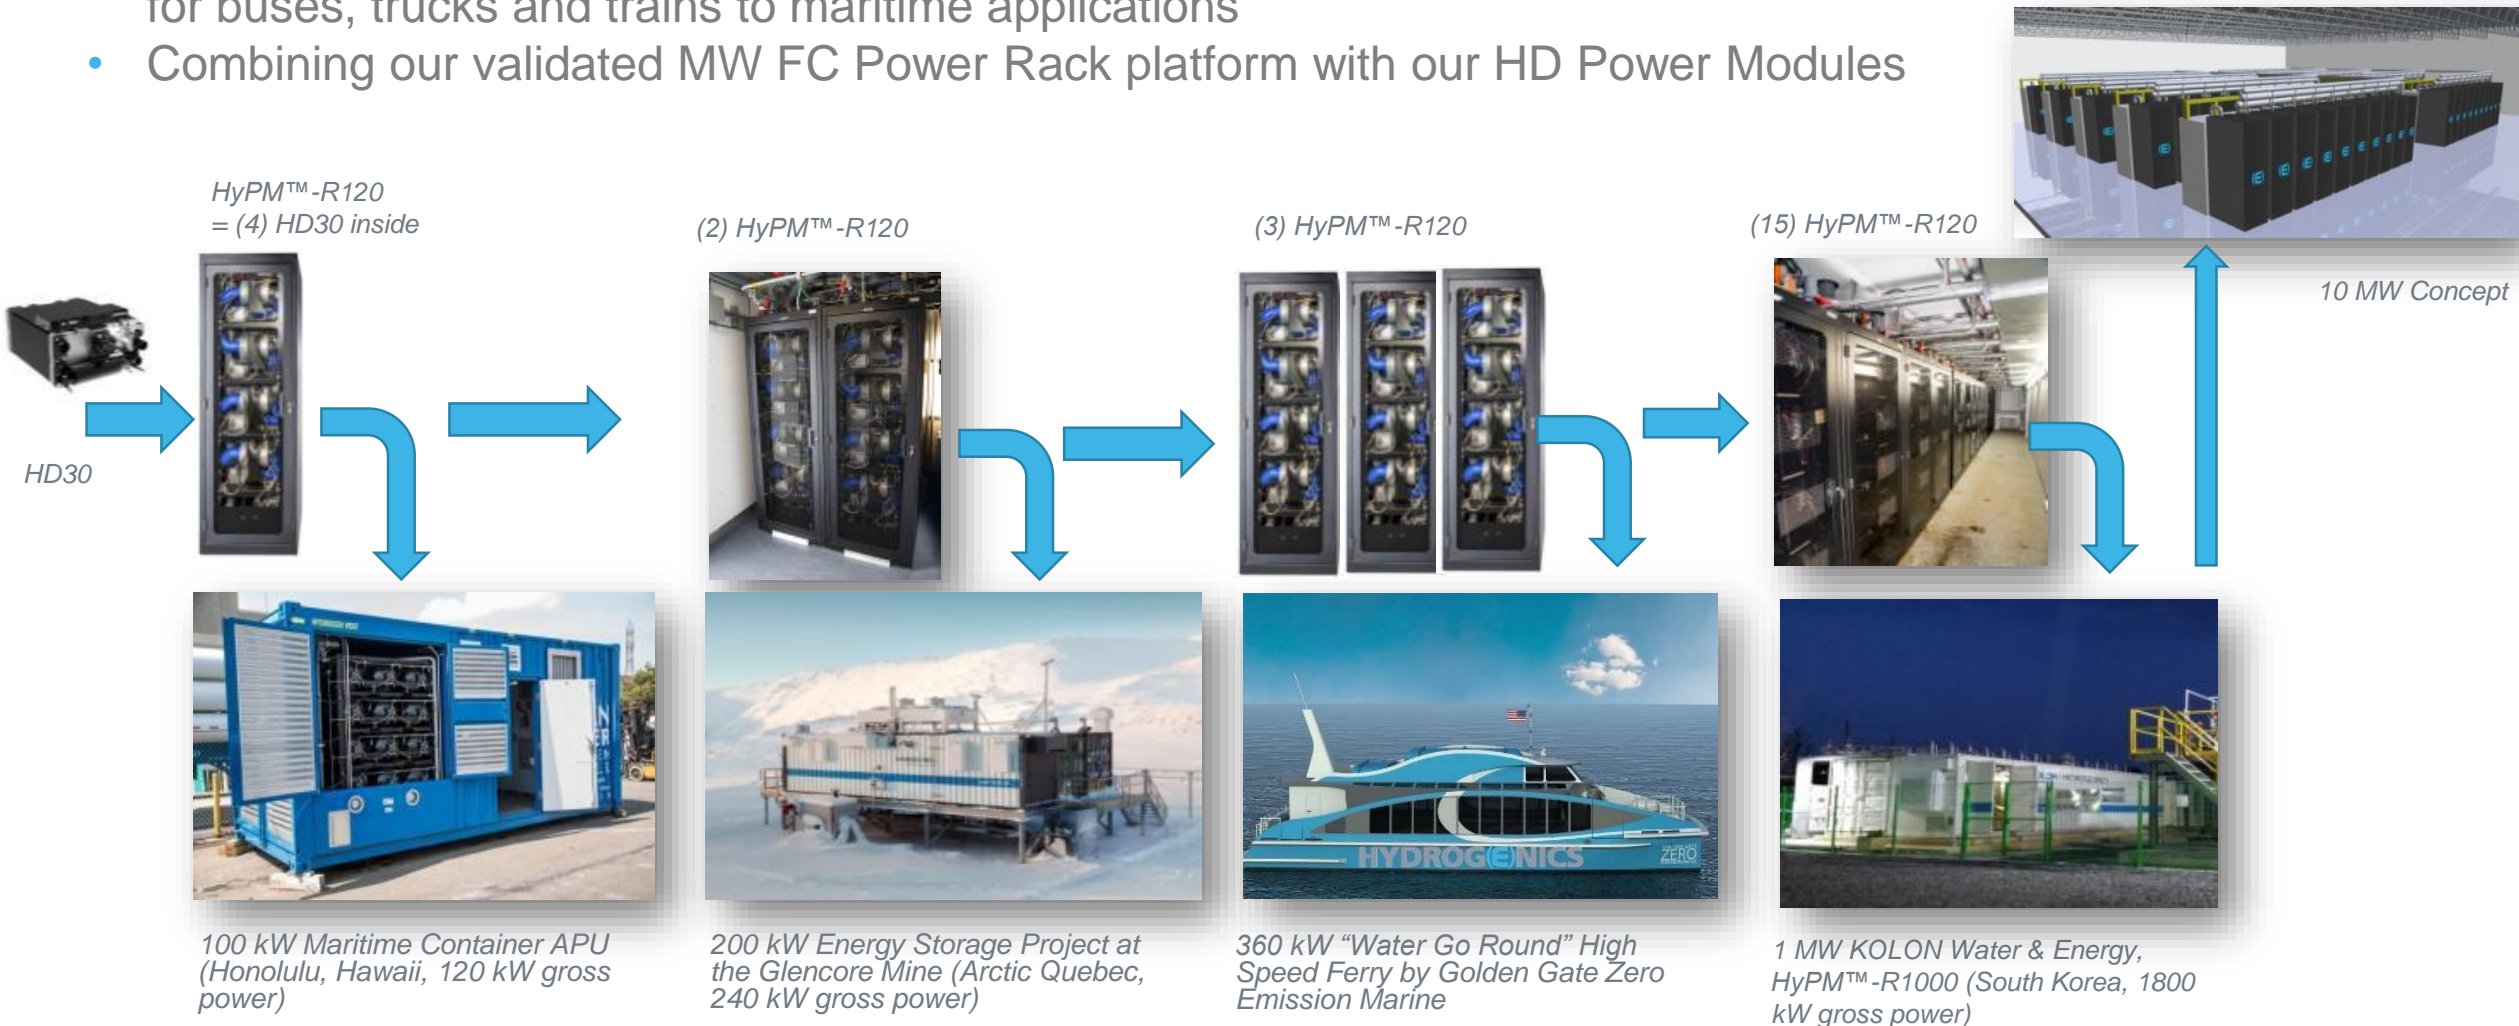 for buses, trucks and trains to maritime applications
• Combining our validated MW FC Power Rack platform with our HD Power Modules
HyPM™-R120
= (4) HD30 inside
(2) HyPM™-R120
(3) HyPM™-R120
(15) HyPM™-R120
10 MW Concept
HD30
HYDROGEN VENT
HYDROGENICS
ZERO
100 kW Maritime Container APU
(Honolulu, Hawaii, 120 kW gross
power)
200 kW Energy Storage Project at
the Glencore Mine (Arctic Quebec,
240 kW gross power)
360 kW “Water Go Round” High
Speed Ferry by Golden Gate Zero
Emission Marine
1 MW KOLON Water & Energy,
HyPM™-R1000 (South Korea, 1800
kW gross power)